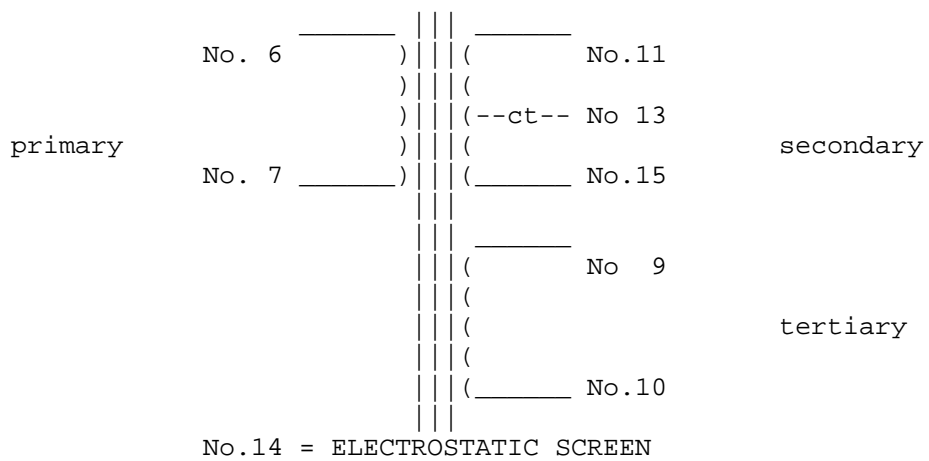 No. 6 No.11
--ct-- No 13
primary secondary
No. 7 No.15
No 9
tertiary
No.10
No.14 = ELECTROSTATIC SCREEN